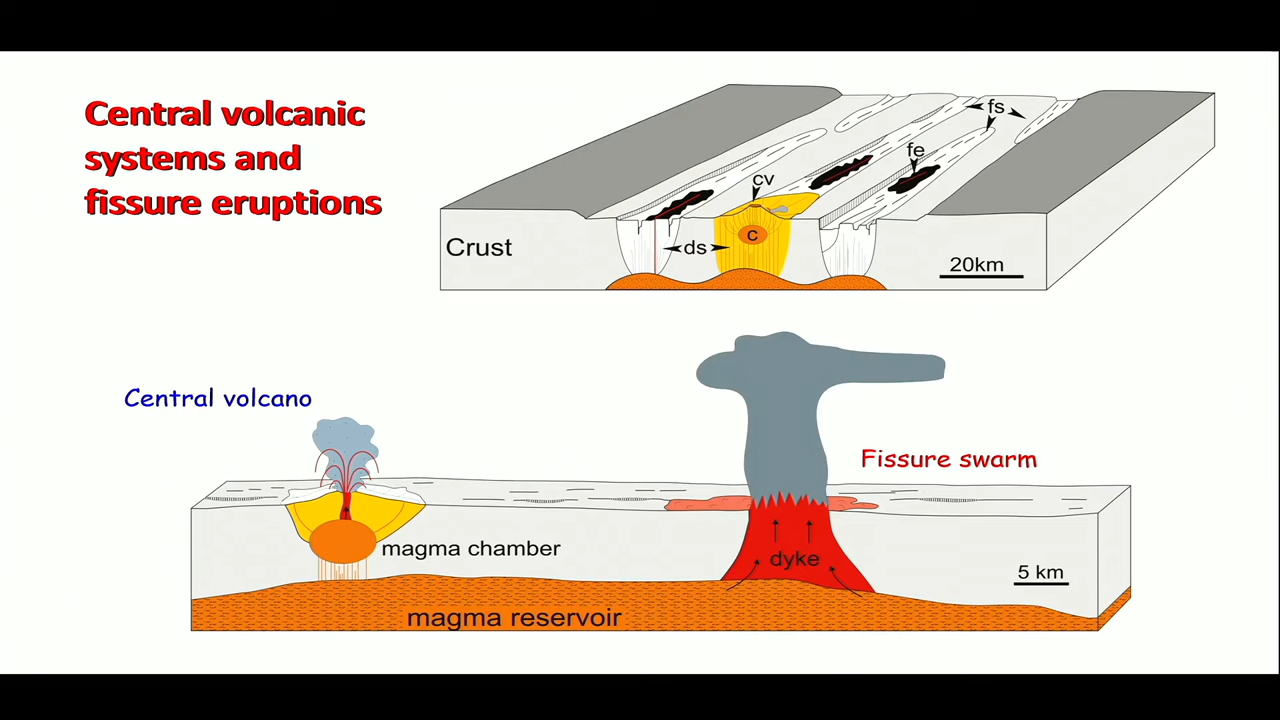 Central volcanic
systems and
fissure eruptions
fs
fe
cv
c
ds
Crust
20km
Central volcano
Fissure swarm
magma chamber
dyke
5 km
magma reservoir